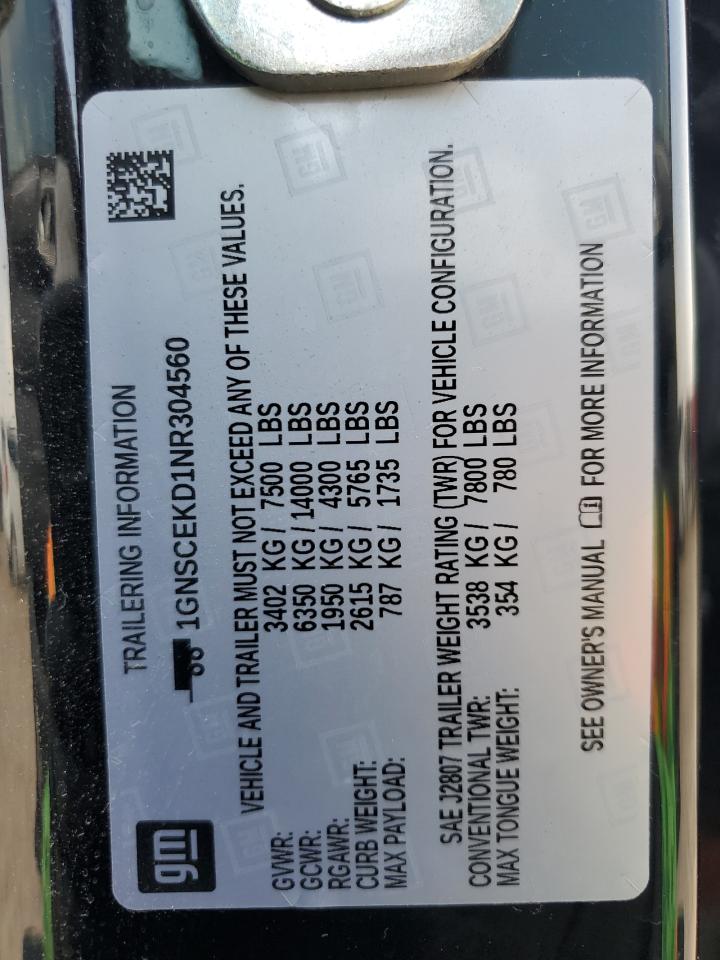 gm
TRAILERING INFORMATION
1GNSCEKD1NR304560
VEHICLE AND TRAILER MUST NOT EXCEED ANY OF THESE VALUES.
GVWR: 3402 KG / 7500 LBS
GCWR: 6350 KG / 14000 LBS
RGAWR: 1950 KG / 4300 LBS
CURB WEIGHT: 2615 KG / 5765 LBS
MAX PAYLOAD: 787 KG / 1735 LBS
SAE J2807 TRAILER WEIGHT RATING (TWR) FOR VEHICLE CONFIGURATION.
CONVENTIONAL TWR: 3538 KG / 7800 LBS
MAX TONGUE WEIGHT: 354 KG / 780 LBS
SEE OWNER'S MANUAL FOR MORE INFORMATION